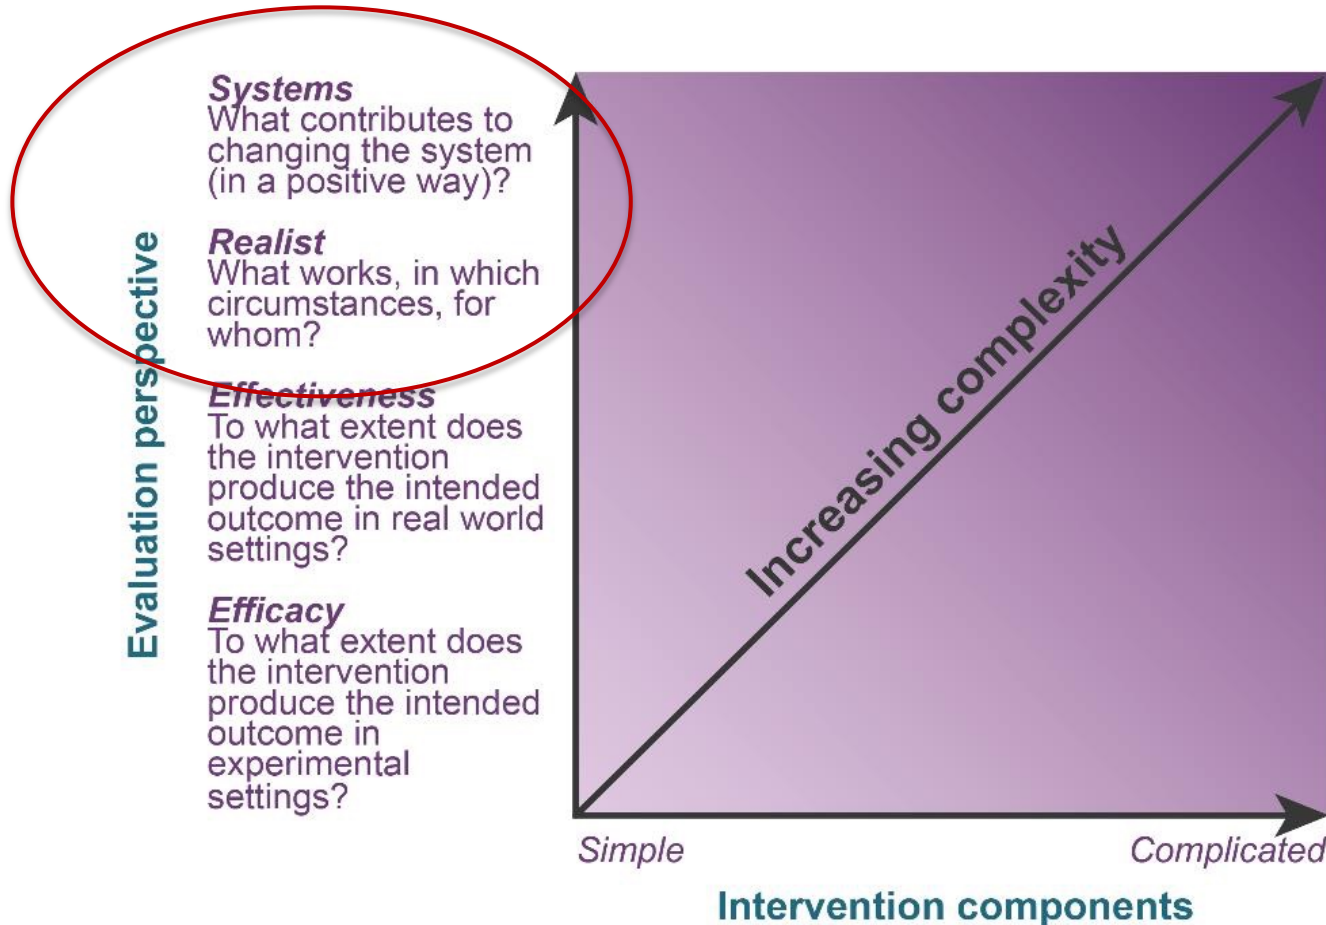 Systems
What contributes to
changing the system
(in a positive way)?
Realist
What works, in which
circumstances, for
whom?
Effectiveness
To what extent does
the intervention
produce the intended
outcome in real world
settings?
Efficacy
To what extent does
the intervention
produce the intended
outcome in
experimental
settings?
Evaluation perspective
Increasing complexity
Simple
Complicated
Intervention components